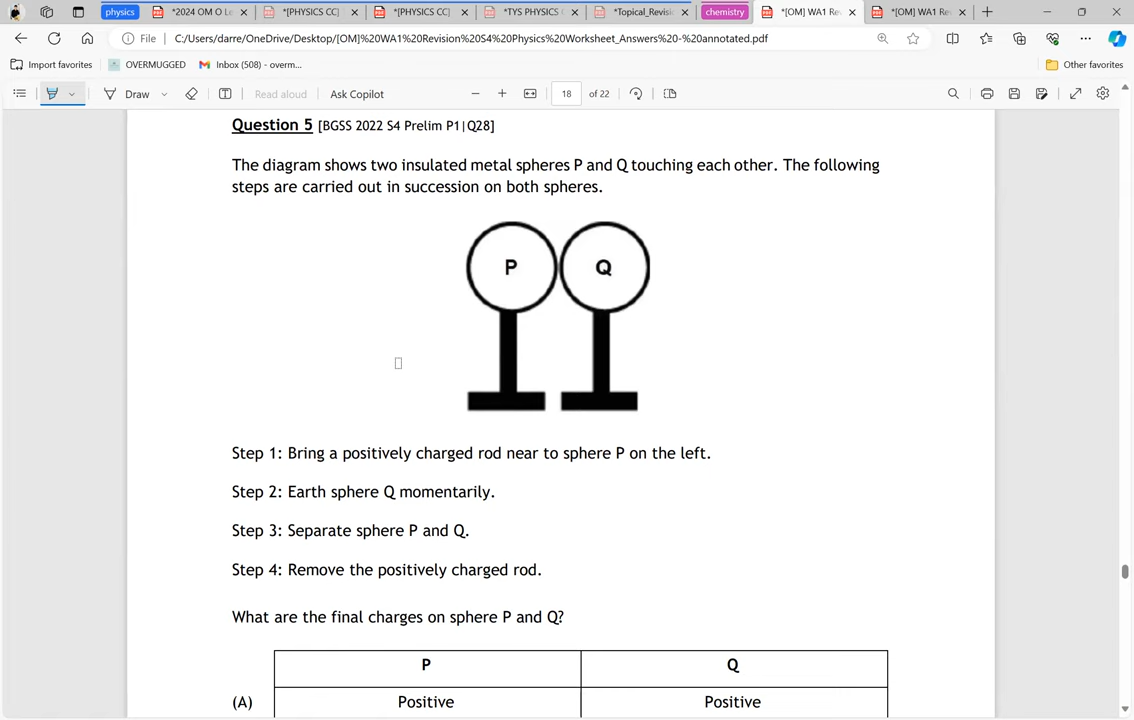 physics
*2024 OM O Le
*[PHYSICS CC]
*[PHYSICS CC]
*TYS PHYSICS (
*Topical_Revisi
chemistry
*[OM] WA1 Rev
*[OM] WA1 Rev
File
C:/Users/darre/OneDrive/Desktop/[OM]%20WA1%20Revision%20S4%20Physics%20Worksheet_Answers%20-%20annotated.pdf
Import favorites
OVERMUGGED
Inbox (508) - overm...
Other favorites
Draw
Read aloud
Ask Copilot
18
of 22
Question 5 [BGSS 2022 S4 Prelim P1|Q28]
The diagram shows two insulated metal spheres P and Q touching each other. The following
steps are carried out in succession on both spheres.
P
Q
Step 1: Bring a positively charged rod near to sphere P on the left.
Step 2: Earth sphere Q momentarily.
Step 3: Separate sphere P and Q.
Step 4: Remove the positively charged rod.
What are the final charges on sphere P and Q?
P
Q
(A)
Positive
Positive